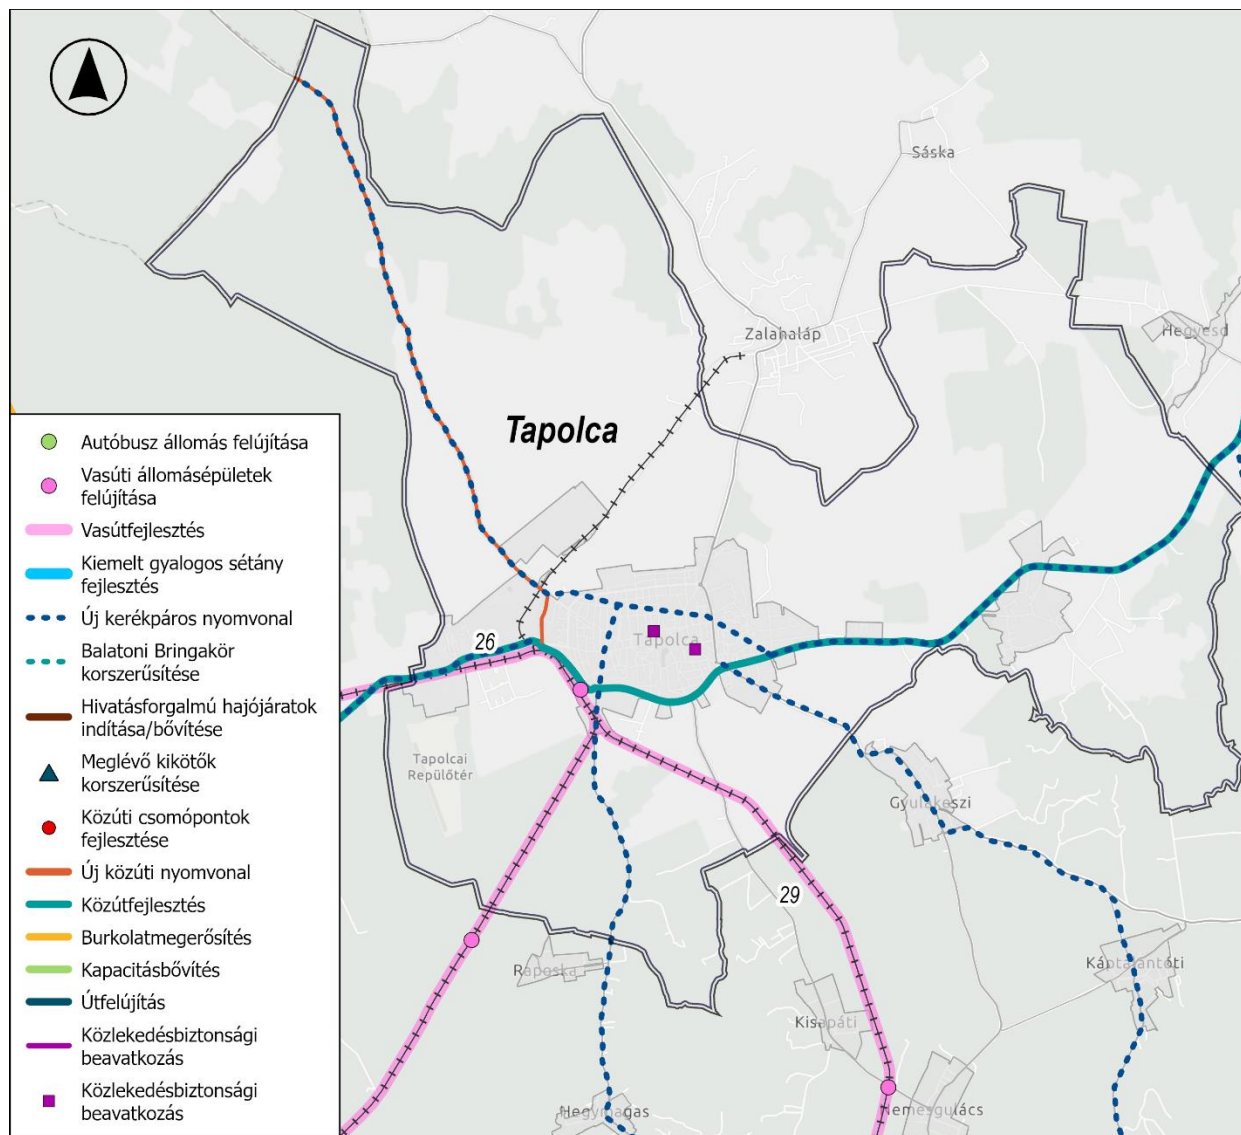 Sáska
Zalahaláp
Hegyesd
Tapolca
26
Tapolca
Tapolcai
Repülőtér
Gyulakeszi
29
Raposka
Káptalantóti
Kisapáti
Hegymagas
Nemesgulács
Autóbusz állomás felújítása
Vasúti állomásépületek
felújítása
Vasútfejlesztés
Kiemelt gyalogos sétány
fejlesztés
Új kerékpáros nyomvonal
Balatoni Bringakör
korszerűsítése
Hivatásforgalmú hajójáratok
indítása/bővítése
Meglévő kikötők
korszerűsítése
Közúti csomópontok
fejlesztése
Új közúti nyomvonal
Közútfejlesztés
Burkolatmegerősítés
Kapacitásbővítés
Útfelújítás
Közlekedésbiztonsági
beavatkozás
Közlekedésbiztonsági
beavatkozás